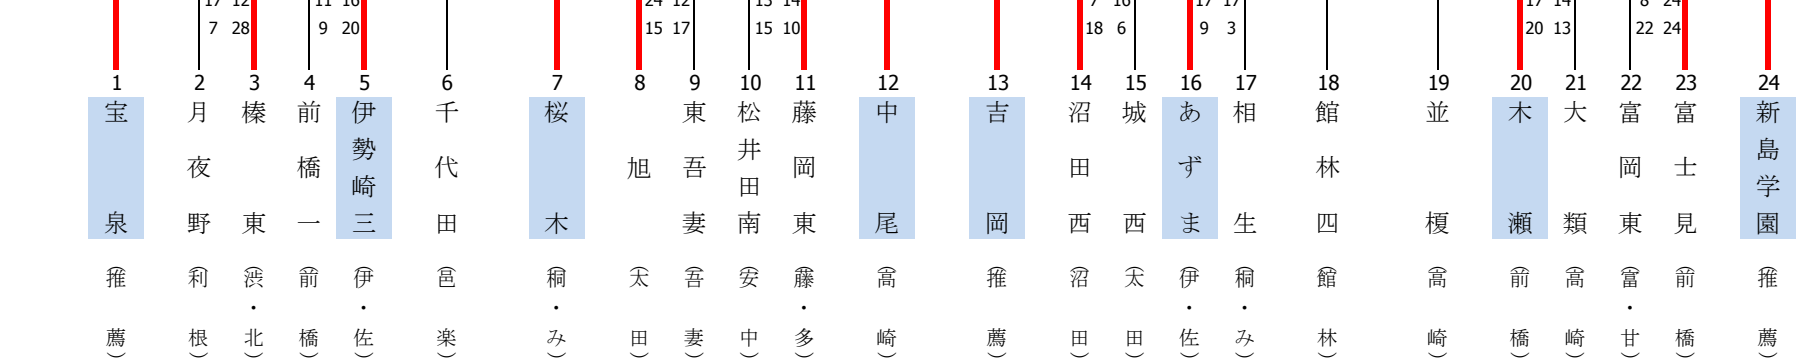 17 12 11 16 24 12 13 14 7 16 17 17 17 14 8 24
7 28 9 20 15 17 15 10 18 6 9 3 20 13 22 24
1 2 3 4 5 6 7 8 9 10 11 12 13 14 15 16 17 18 19 20 21 22 23 24
宝泉（推薦）
月夜野（利根）
榛東（渋・北）
前橋一（前橋）
伊勢崎三（伊・佐）
千代田（邑楽）
桜木（桐・み）
旭（太田）
東吾妻（吾妻）
松井田南（安中）
藤岡東（藤・多）
中尾（高崎）
吉岡（推薦）
沼田西（沼田）
城西（太田）
あずま（伊・佐）
相生（桐・み）
館林四（館林）
並榎（高崎）
木瀬（前橋）
大類（高崎）
富岡東（富・甘）
富士見（前橋）
新島学園（推薦）